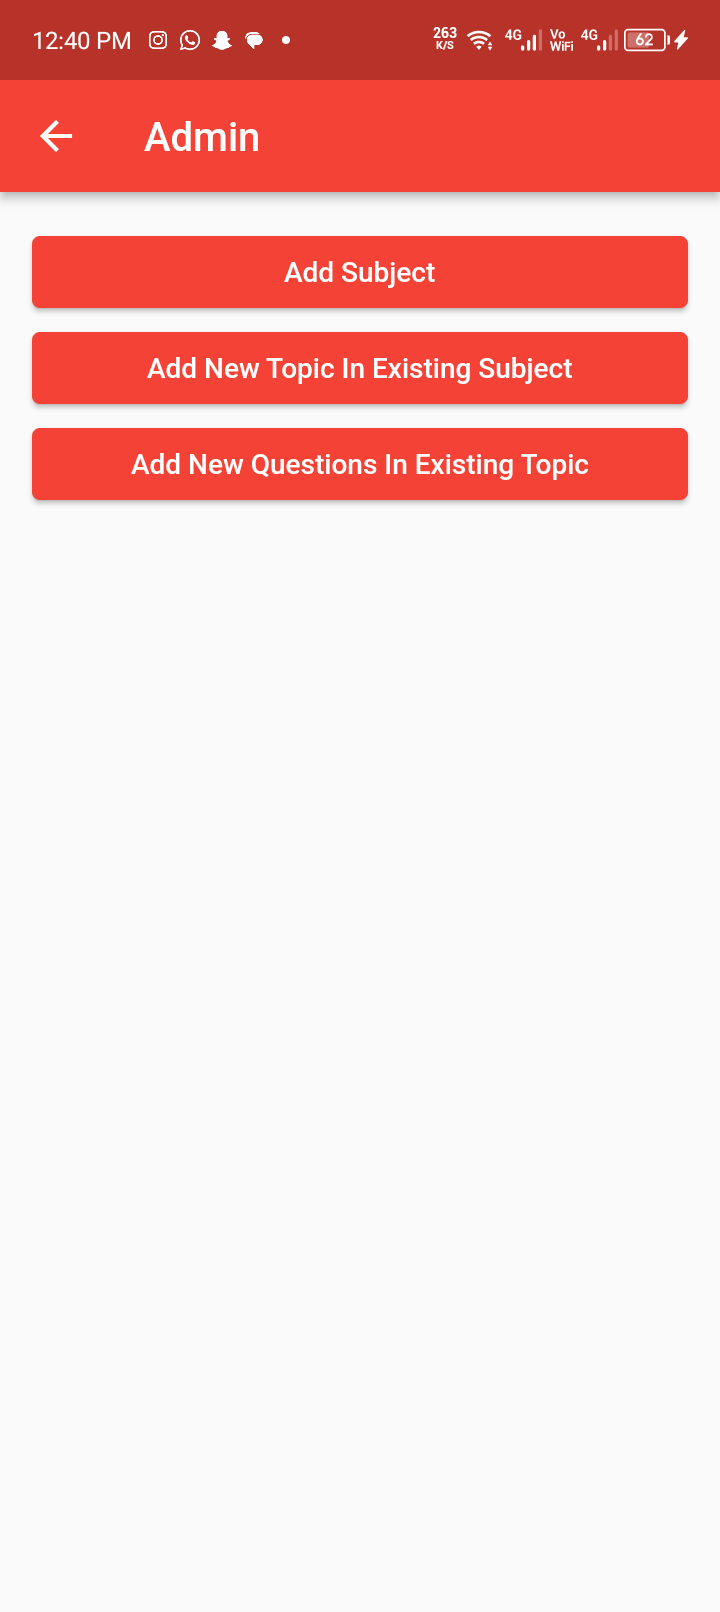 12:40 PM 263 K/S 4G Vo WiFi 4G 62
Admin
Add Subject
Add New Topic In Existing Subject
Add New Questions In Existing Topic